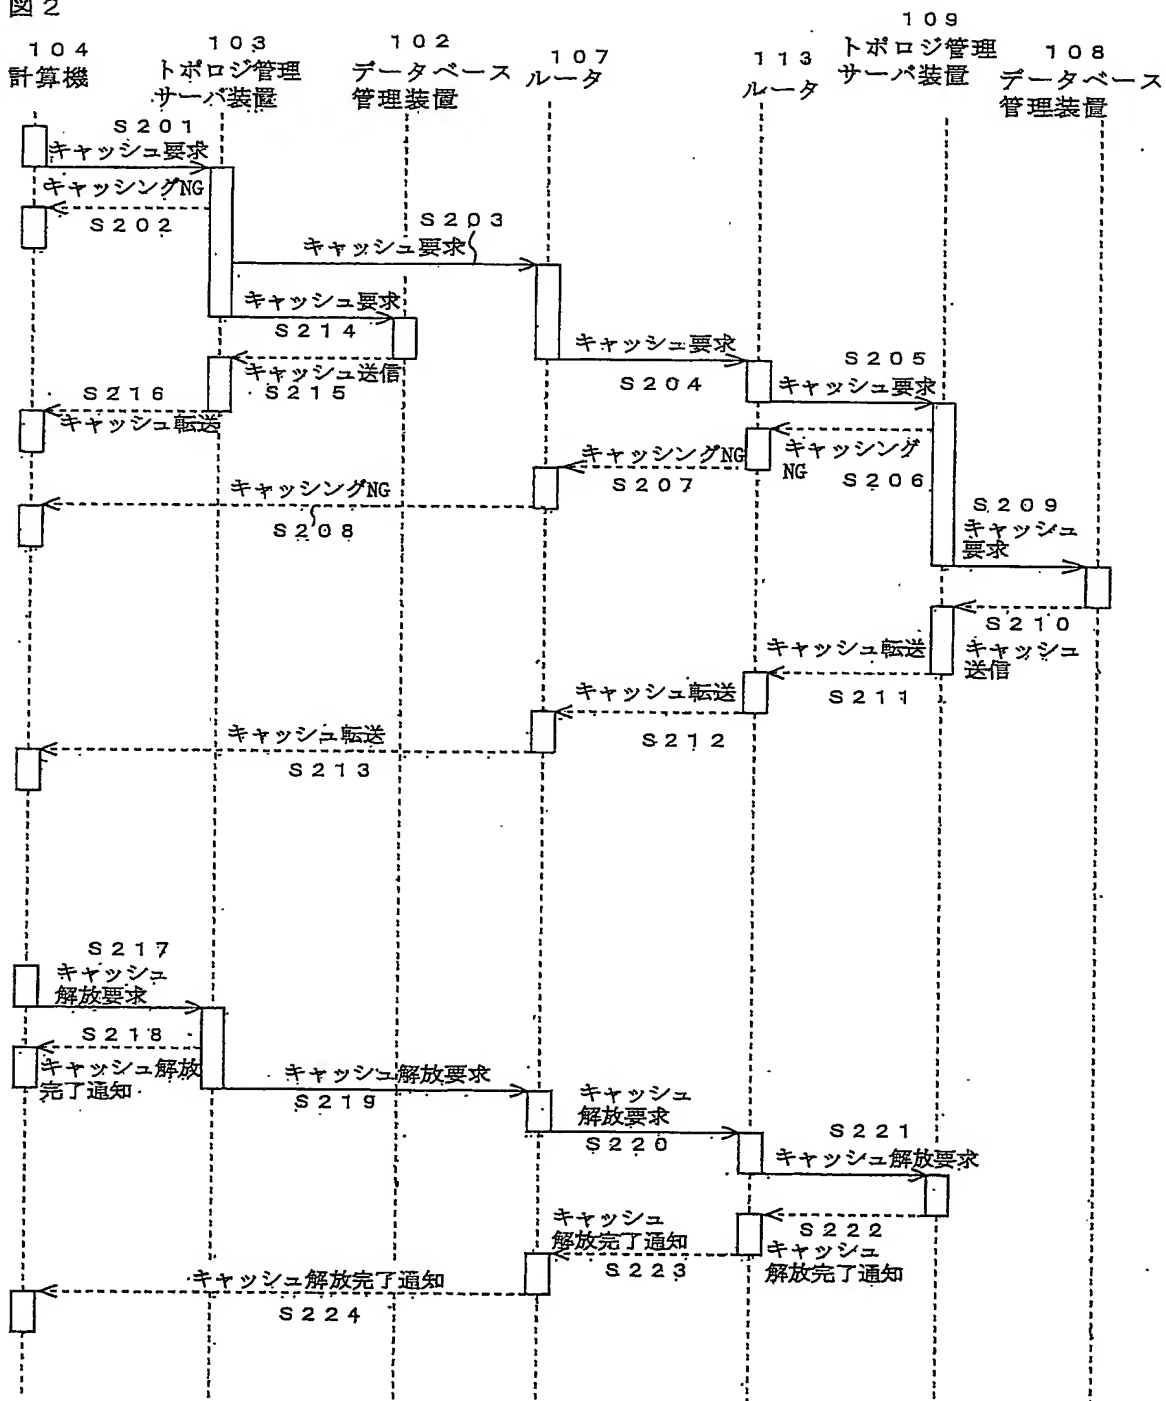 図２
１０４
計算機
１０３
トポロジ管理
サーバ装置
１０２
データベース
管理装置
１０７
ルータ
１１３
ルータ
１０９
トポロジ管理
サーバ装置
１０８
データベース
管理装置
Ｓ２０１
キャッシュ要求
キャッシングNG
Ｓ２０２
Ｓ２０３
キャッシュ要求
キャッシュ要求
Ｓ２１４
キャッシュ送信
Ｓ２１５
Ｓ２１６
キャッシュ転送
キャッシュ要求
Ｓ２０４
Ｓ２０５
キャッシュ要求
キャッシング
NG
Ｓ２０６
キャッシングNG
Ｓ２０７
キャッシングNG
Ｓ２０８
Ｓ２０９
キャッシュ
要求
Ｓ２１０
キャッシュ
送信
キャッシュ転送
Ｓ２１１
キャッシュ転送
Ｓ２１２
キャッシュ転送
Ｓ２１３
Ｓ２１７
キャッシュ
解放要求
Ｓ２１８
キャッシュ解放
完了通知
キャッシュ解放要求
Ｓ２１９
キャッシュ
解放要求
Ｓ２２０
Ｓ２２１
キャッシュ解放要求
Ｓ２２２
キャッシュ
解放完了通知
キャッシュ
解放完了通知
Ｓ２２３
キャッシュ解放完了通知
Ｓ２２４